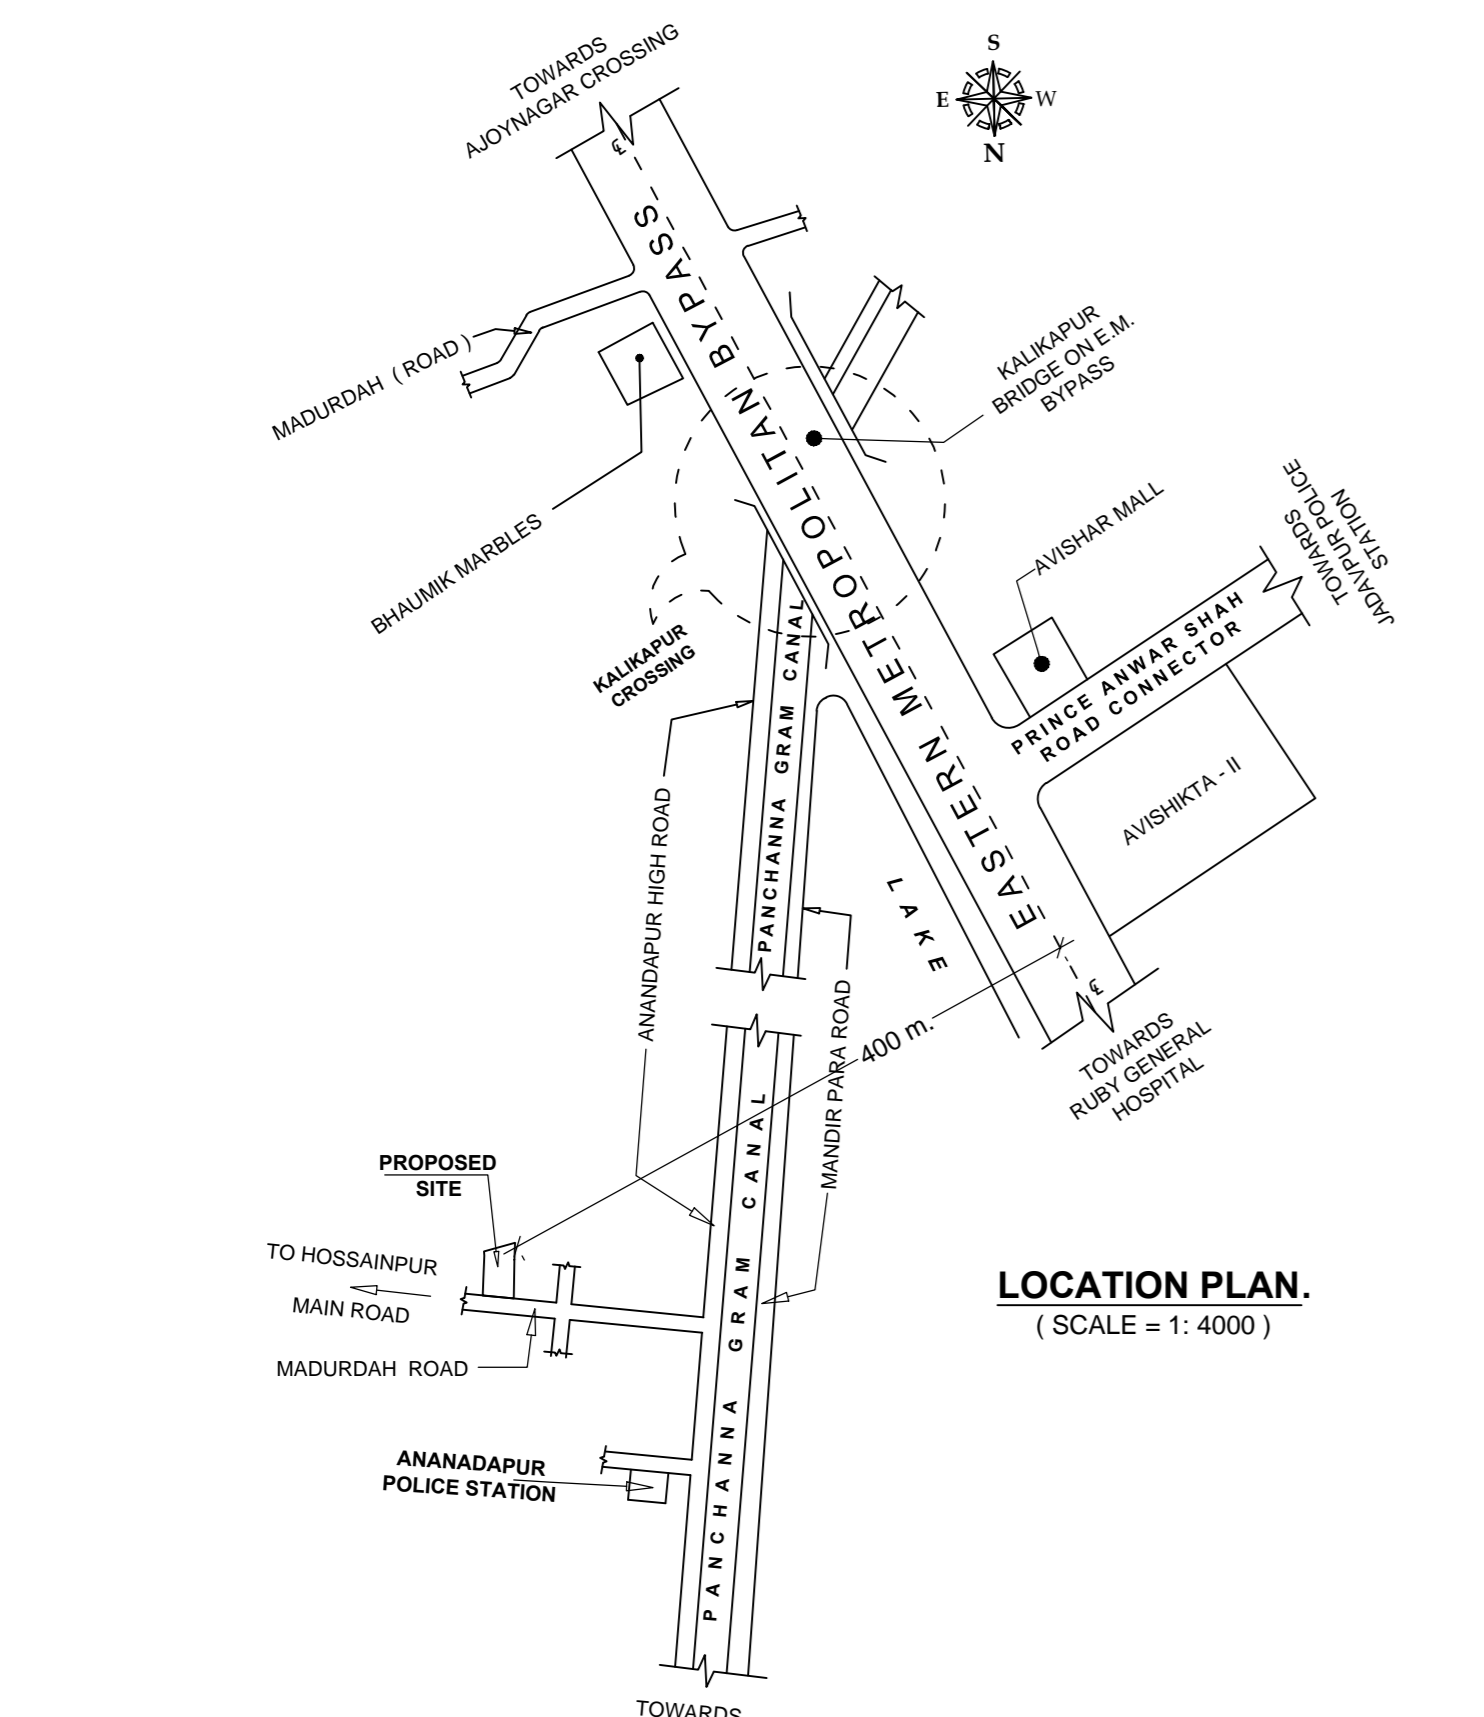 TOWARDS
AJOYNAGAR CROSSING
S
E
W
N
℄
EASTERN METROPOLITAN BYPASS
MADURDAH ( ROAD )
KALIKAPUR
BRIDGE ON E.M.
BYPASS
BHAUMIK MARBLES
AVISHAR MALL
TOWARDS
JADAVPUR POLICE
STATION
KALIKAPUR
CROSSING
PRINCE ANWAR SHAH
ROAD CONNECTOR
AVISHIKTA - II
PANCHANNA GRAM CANAL
ANANDAPUR HIGH ROAD
LAKE
MANDIR PARA ROAD
℄
400 m.
TOWARDS
RUBY GENERAL
HOSPITAL
PANCHANNA GRAM CANAL
PROPOSED
SITE
TO HOSSAINPUR
MAIN ROAD
MADURDAH ROAD
LOCATION PLAN.
( SCALE = 1: 4000 )
ANANADAPUR
POLICE STATION
TOWARDS